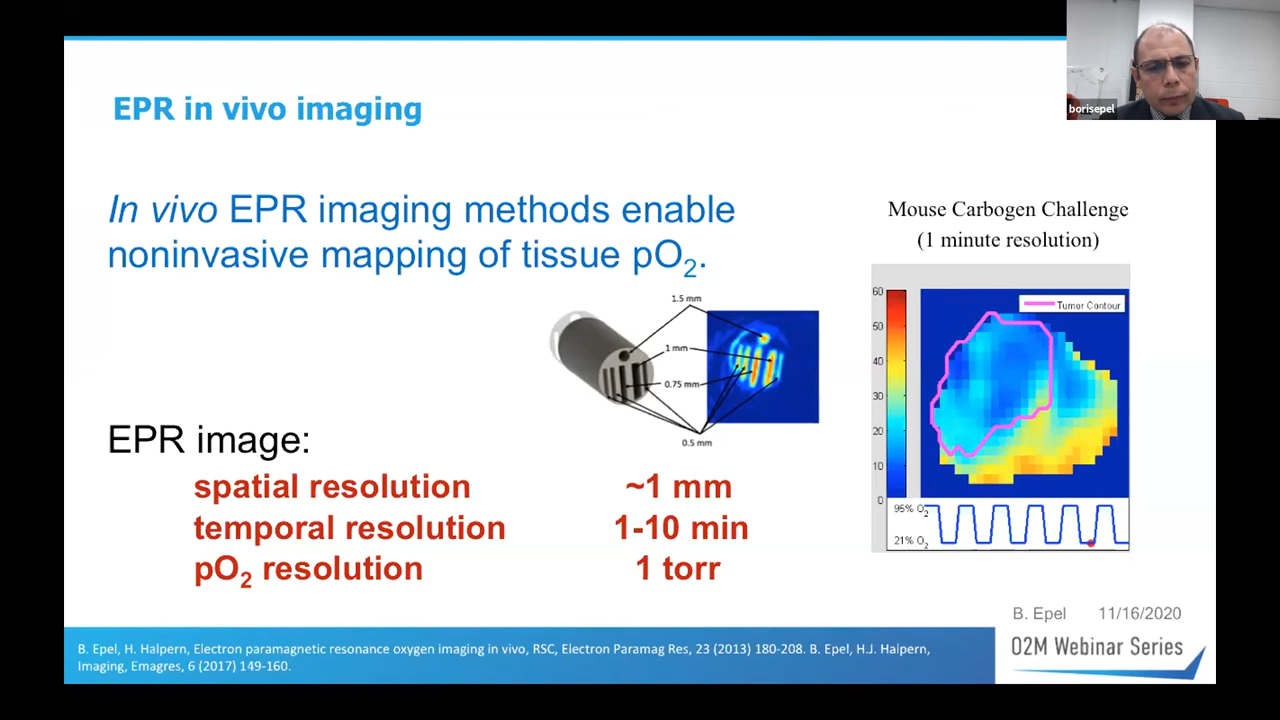 borisepel
EPR in vivo imaging
In vivo EPR imaging methods enable
noninvasive mapping of tissue pO₂.
Mouse Carbogen Challenge
(1 minute resolution)
1.5 mm
1 mm
0.75 mm
0.5 mm
60
50
40
30
20
10
0
Tumor Contour
95% O₂
21% O₂
EPR image:
spatial resolution ~1 mm
temporal resolution 1-10 min
pO₂ resolution 1 torr
B. Epel 11/16/2020
B. Epel, H. Halpern, Electron paramagnetic resonance oxygen imaging in vivo, RSC, Electron Paramag Res, 23 (2013) 180-208. B. Epel, H.J. Halpern,
Imaging, Emagres, 6 (2017) 149-160.
O2M Webinar Series